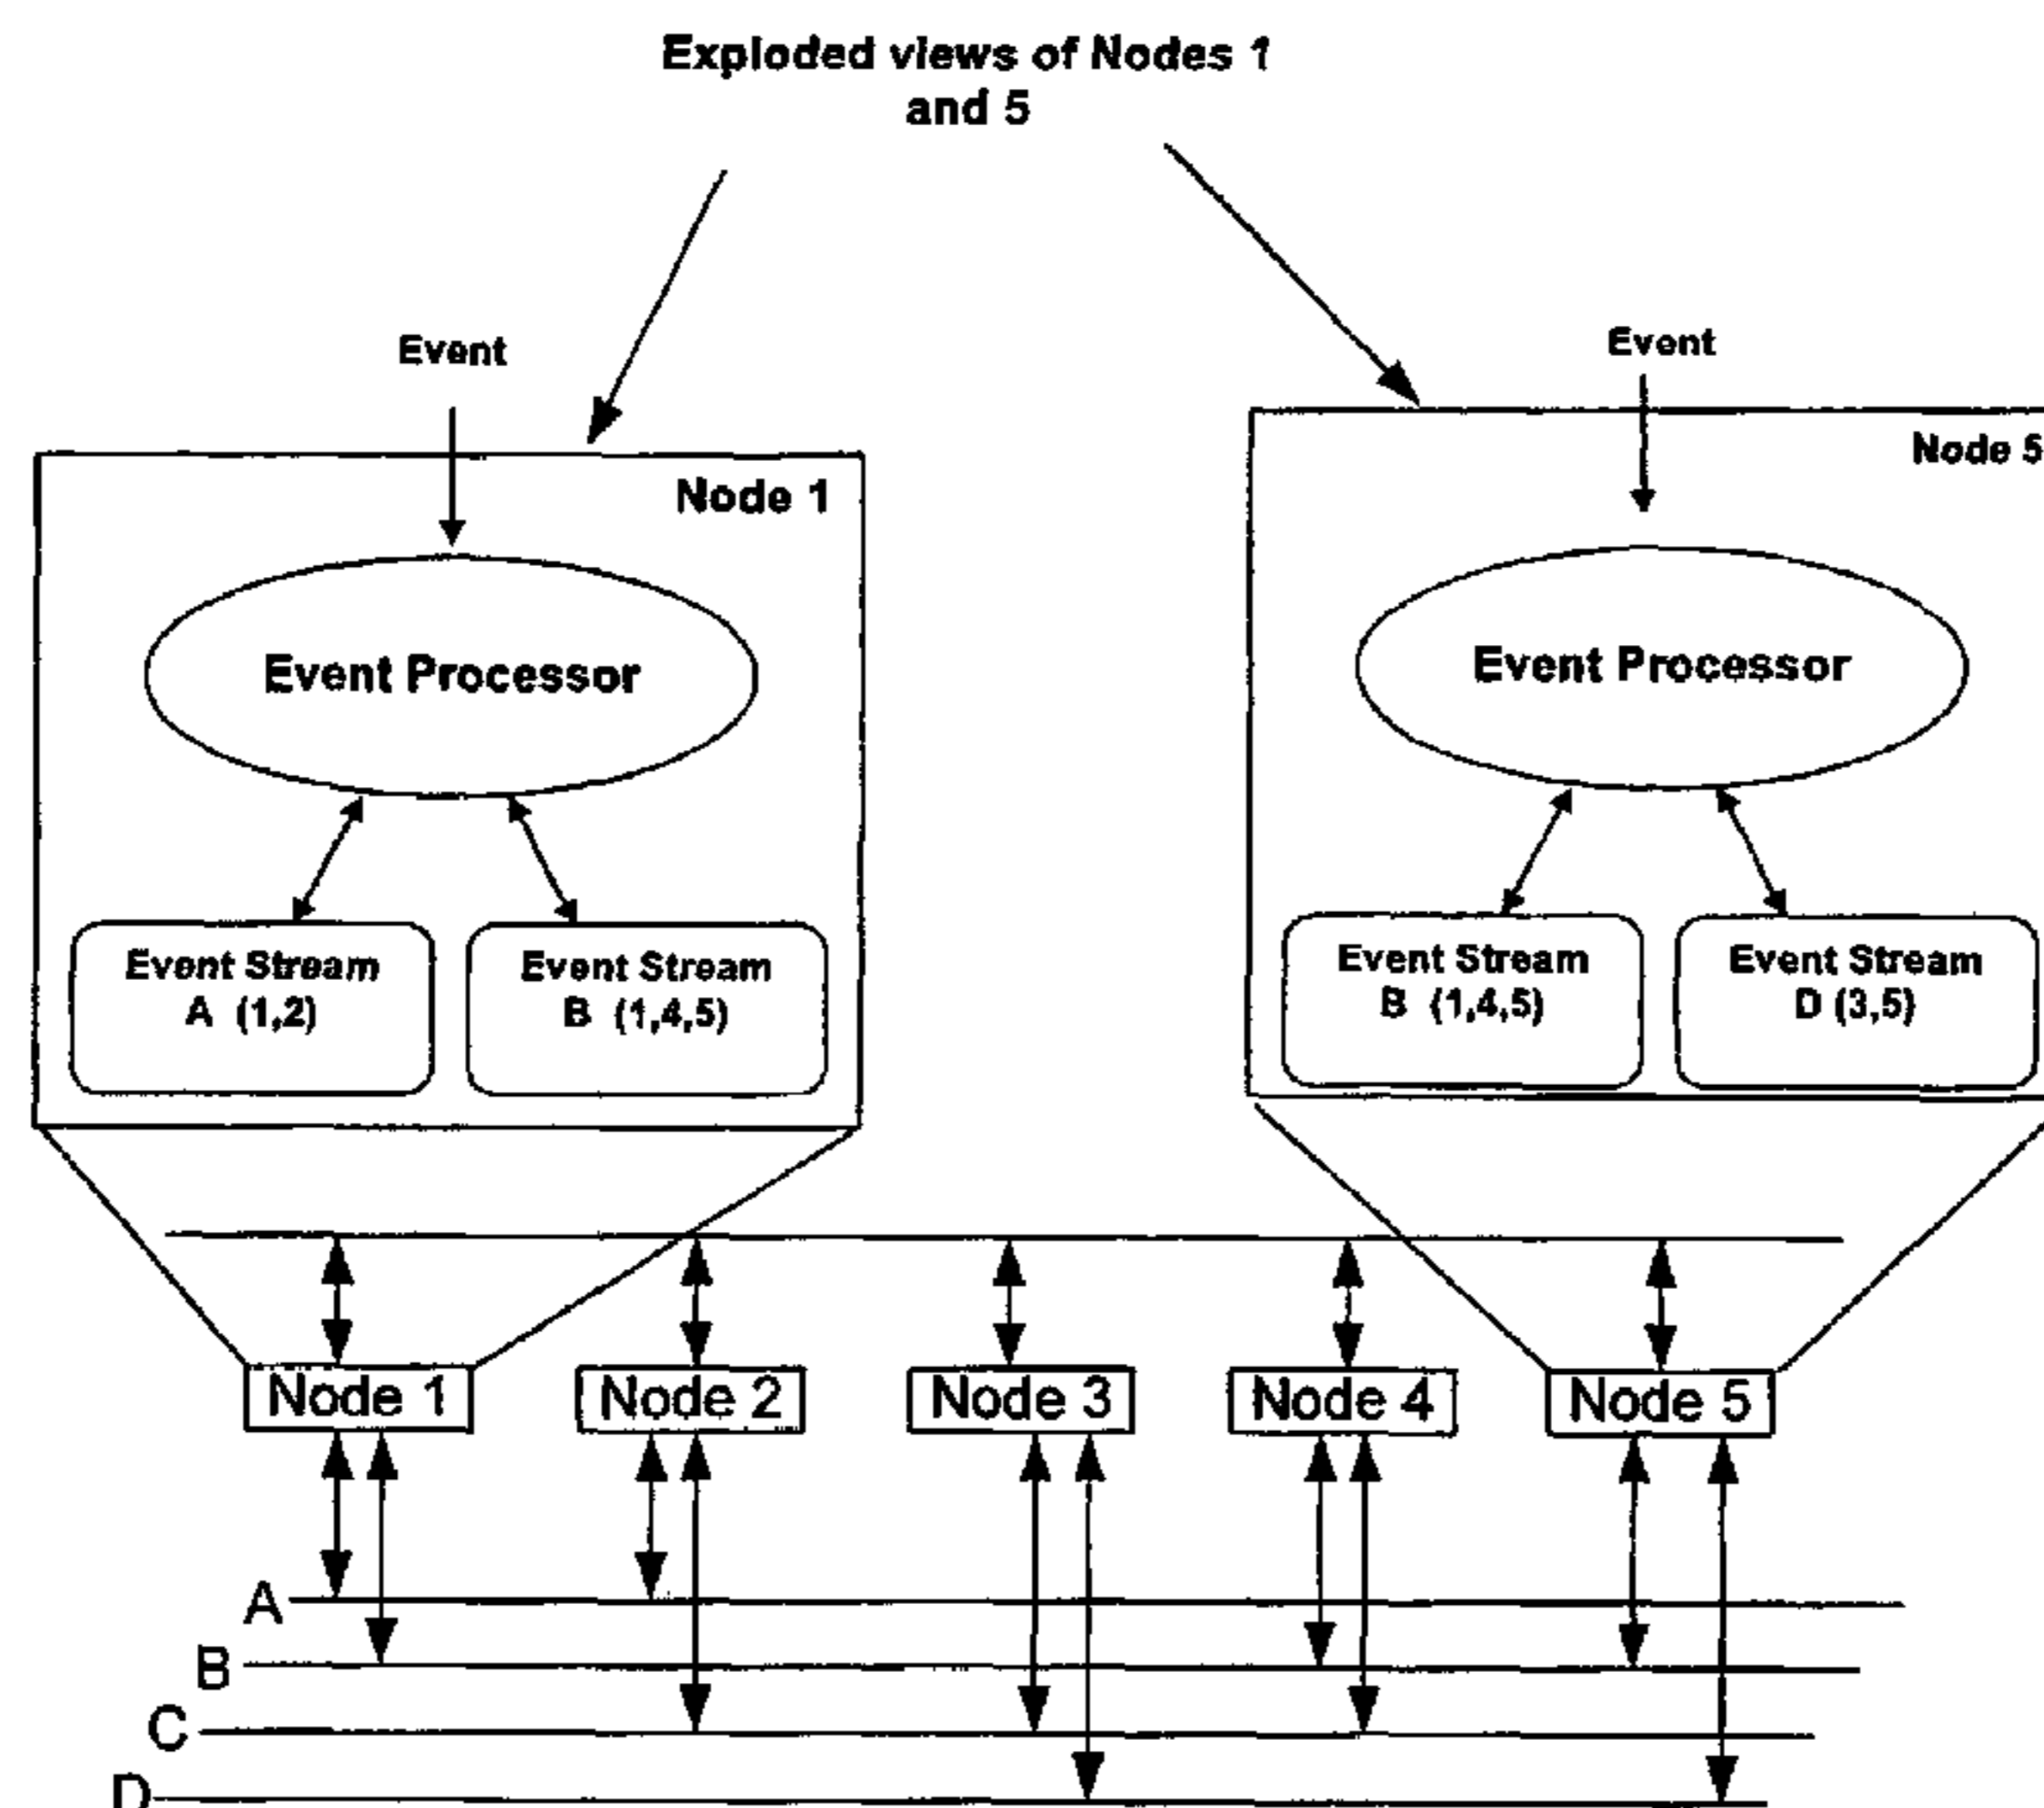 Exploded views of Nodes 1
and 5
Event
Event
Node 1
Node 5
Event Processor
Event Processor
Event Stream
A (1,2)
Event Stream
B (1,4,5)
Event Stream
B (1,4,5)
Event Stream
D (3,5)
Node 1
Node 2
Node 3
Node 4
Node 5
A
B
C
D